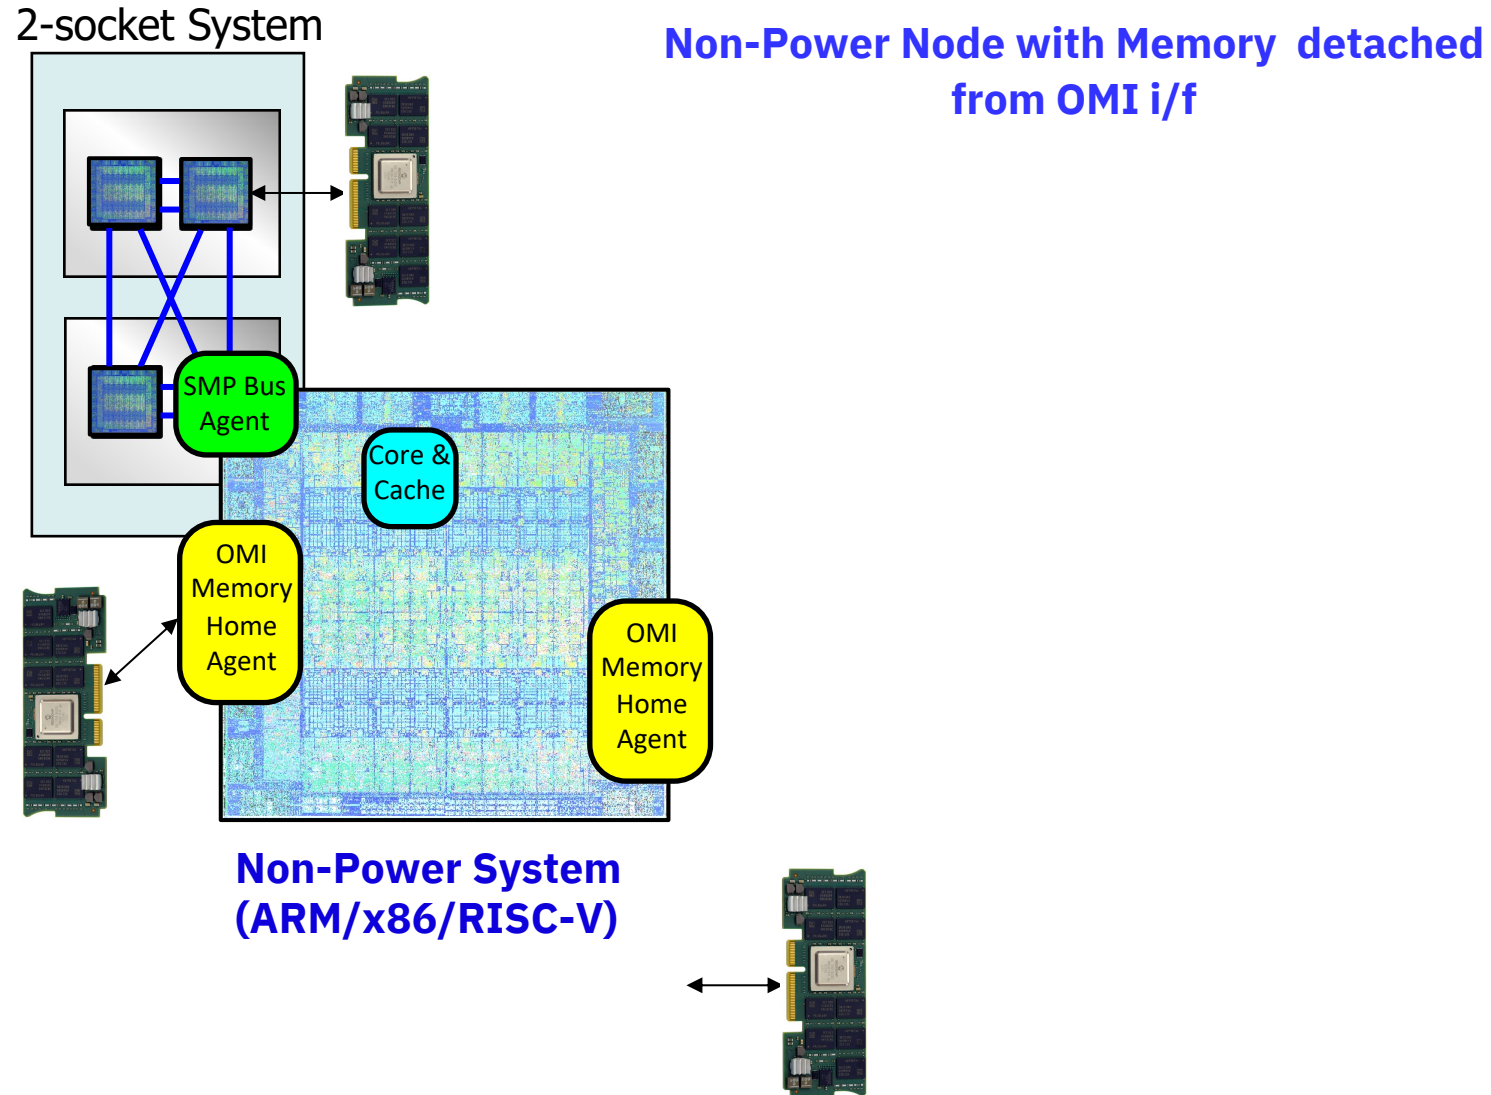 2-socket System
Non-Power Node with Memory detached
from OMI i/f
SMP Bus
Agent
Core &
Cache
OMI
Memory
Home
Agent
OMI
Memory
Home
Agent
Non-Power System
(ARM/x86/RISC-V)